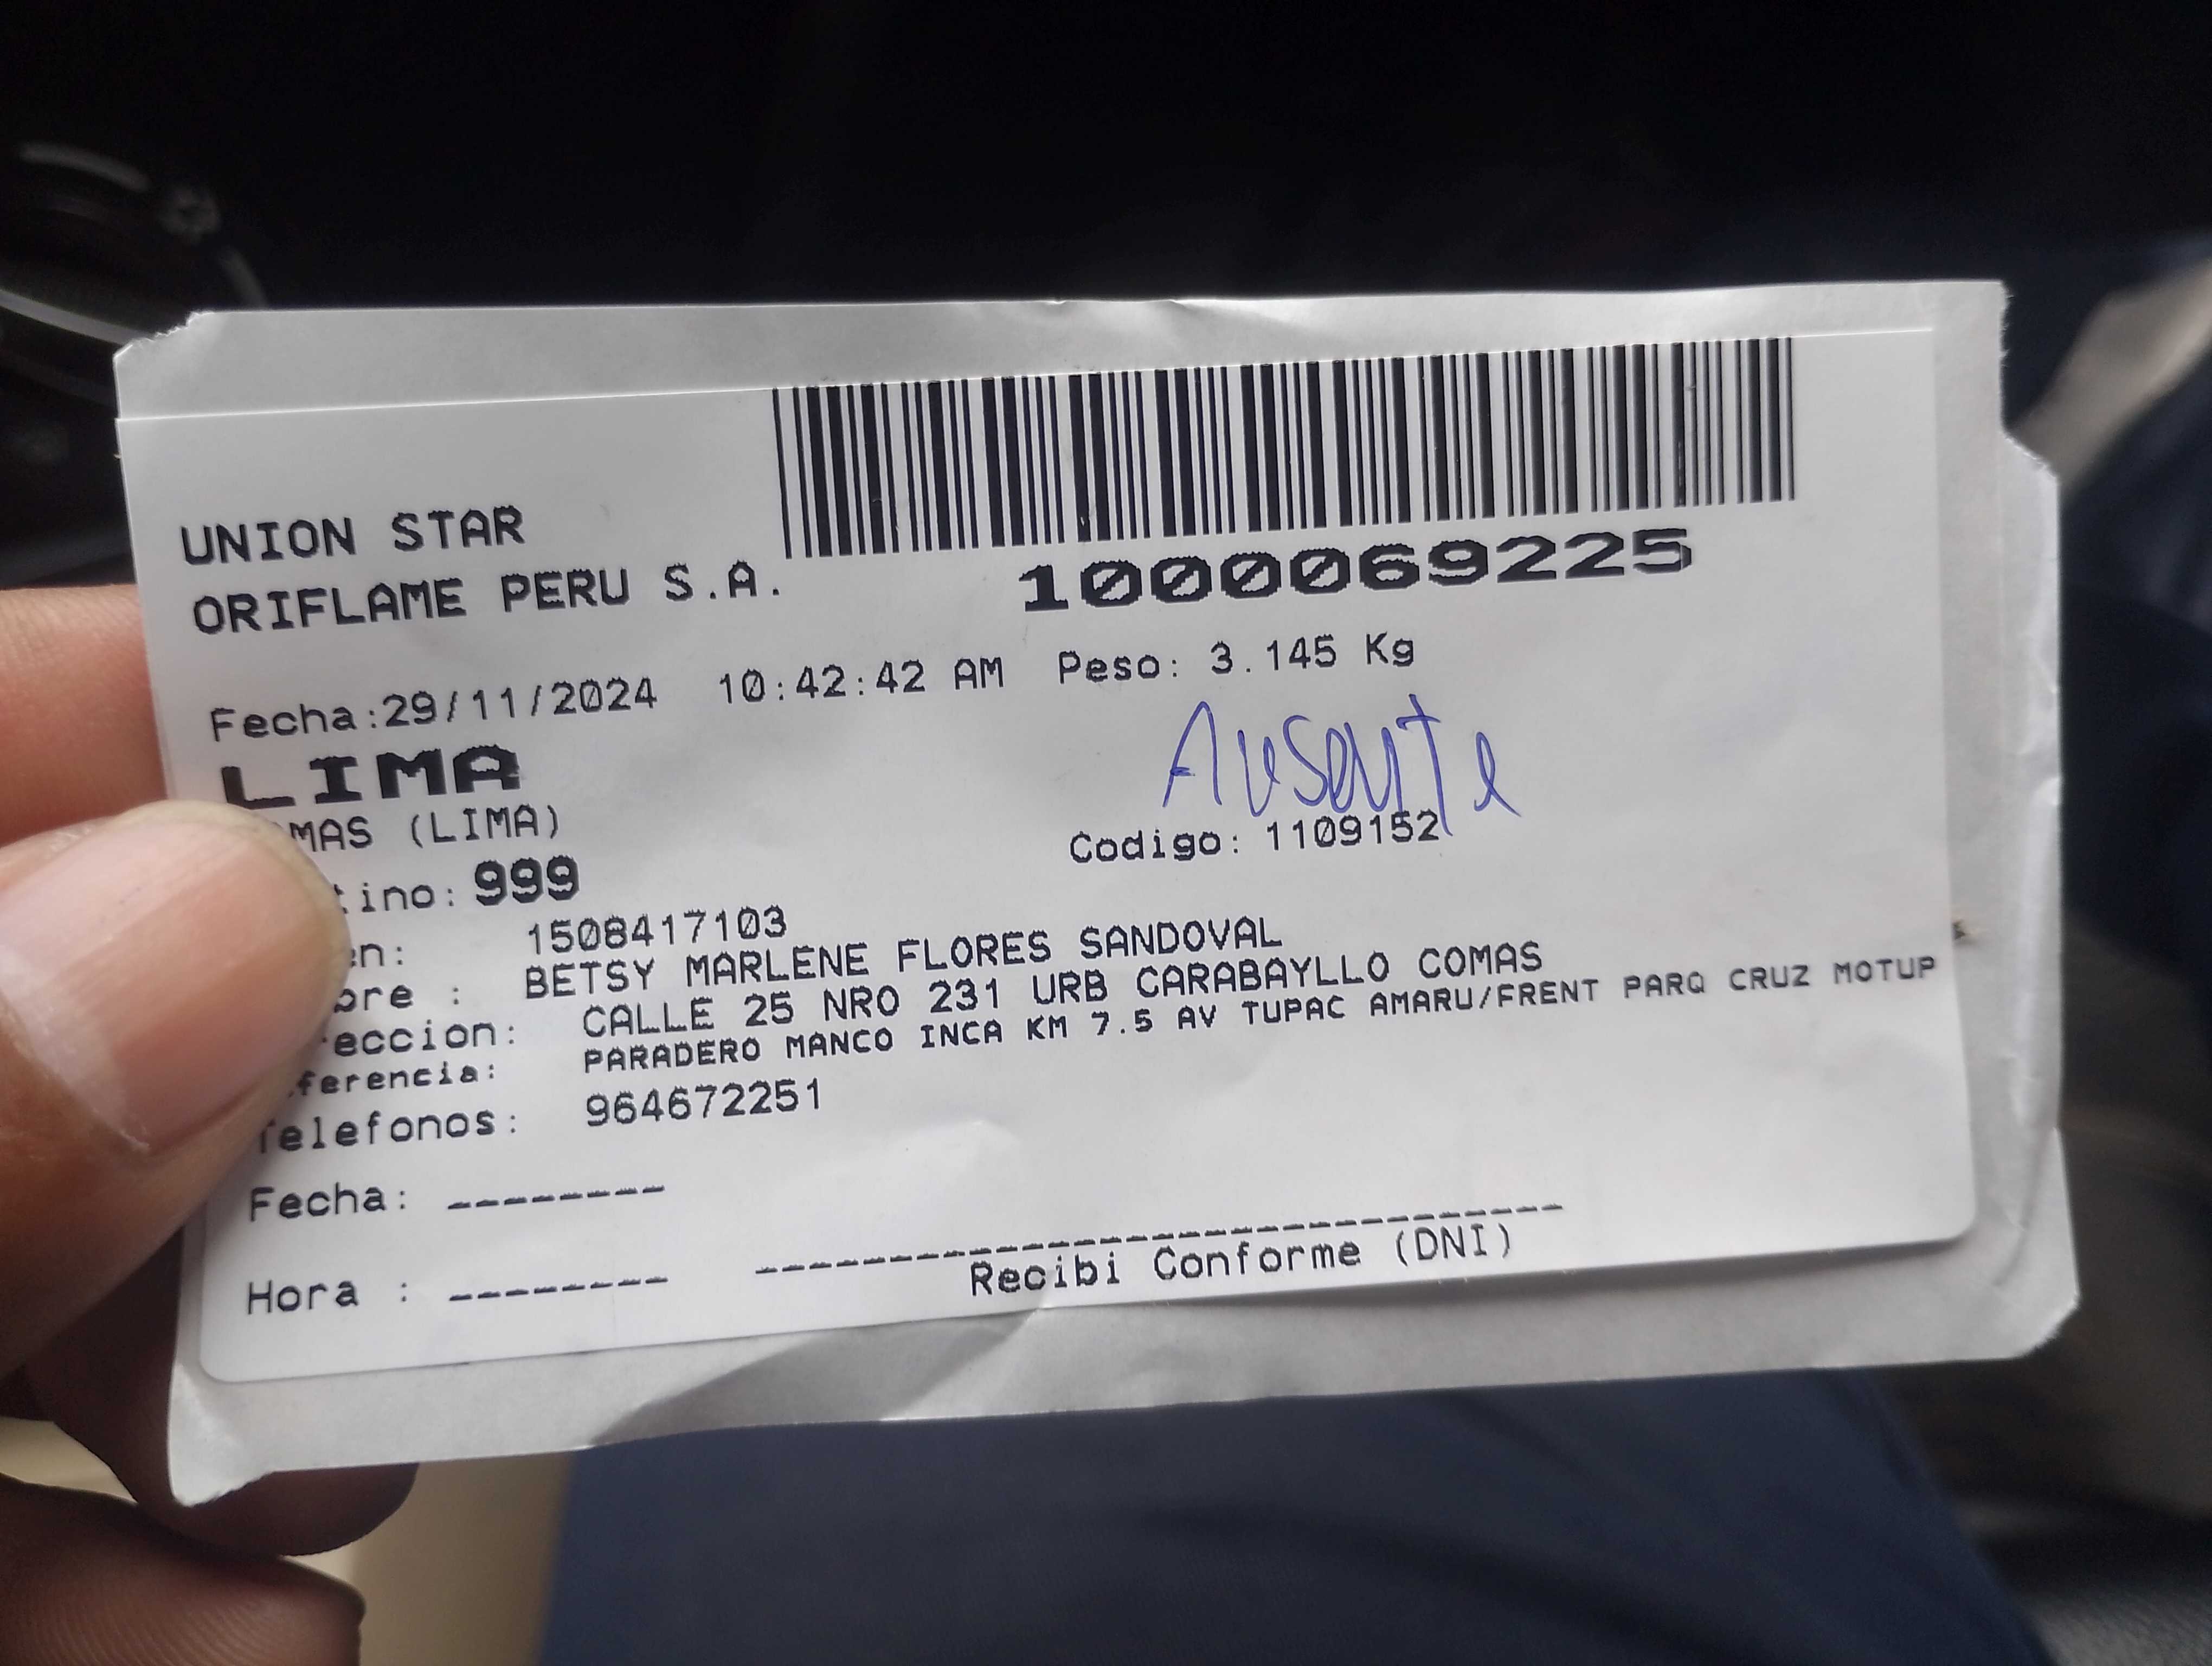 UNION STAR
ORIFLAME PERU S.A.
1000069225
Fecha:29/11/2024 10:42:42 AM Peso: 3.145 Kg
LIMA
Ausente
MAS (LIMA)
Codigo: 1109152
tino: 999
en: 1508417103
bre : BETSY MARLENE FLORES SANDOVAL
eccion: CALLE 25 NRO 231 URB CARABAYLLO COMAS
ferencia: PARADERO MANCO INCA KM 7.5 AV TUPAC AMARU/FRENT PARQ CRUZ MOTUP
Telefonos: 964672251
Fecha: --------
Hora : --------
Recibi Conforme (DNI)